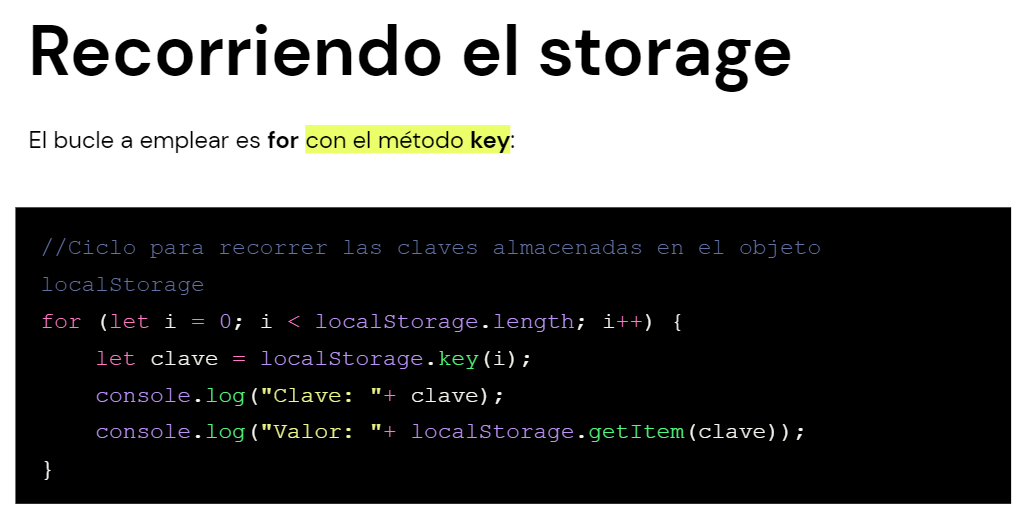 Recorriendo el storage
El bucle a emplear es for con el método key:
//Ciclo para recorrer las claves almacenadas en el objeto
localStorage
for (let i = 0; i < localStorage.length; i++) {
    let clave = localStorage.key(i);
    console.log("Clave: "+ clave);
    console.log("Valor: "+ localStorage.getItem(clave));
}